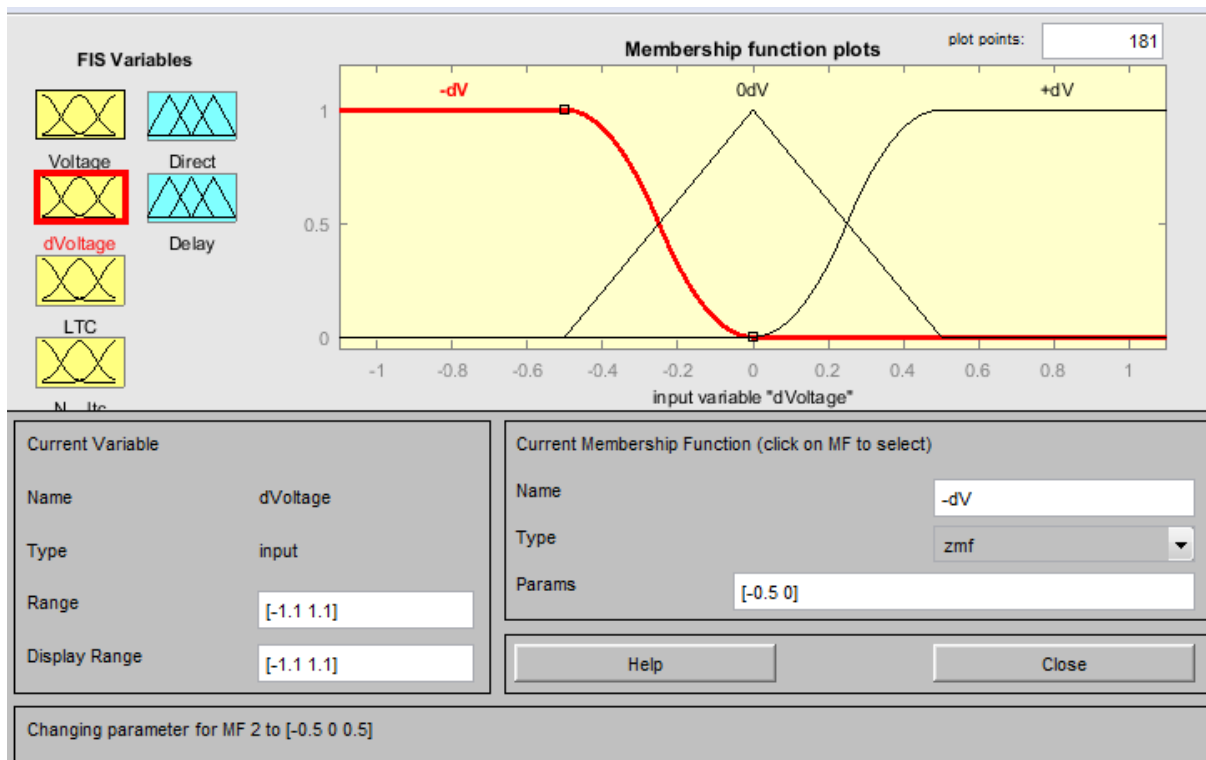 FIS Variables
Voltage
Direct
dVoltage
Delay
LTC
Membership function plots
plot points:
181
-dV
0dV
+dV
1
0.5
0
-1
-0.8
-0.6
-0.4
-0.2
0
0.2
0.4
0.6
0.8
1
input variable "dVoltage"
Current Variable
Name
dVoltage
Type
input
Range
[-1.1 1.1]
Display Range
[-1.1 1.1]
Current Membership Function (click on MF to select)
Name
-dV
Type
zmf
Params
[-0.5 0]
Help
Close
Changing parameter for MF 2 to [-0.5 0 0.5]